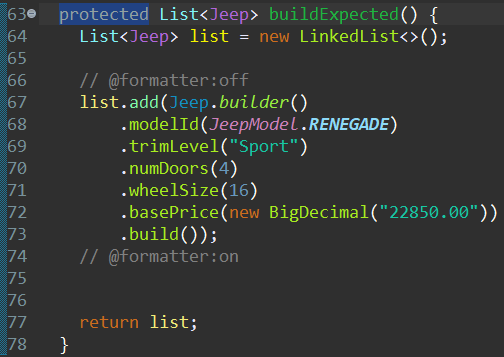 63 protected List<Jeep> buildExpected() {
64   List<Jeep> list = new LinkedList<>();
65
66   // @formatter:off
67   list.add(Jeep.builder()
68       .modelId(JeepModel.RENEGADE)
69       .trimLevel("Sport")
70       .numDoors(4)
71       .wheelSize(16)
72       .basePrice(new BigDecimal("22850.00"))
73       .build());
74   // @formatter:on
75
76
77   return list;
78 }